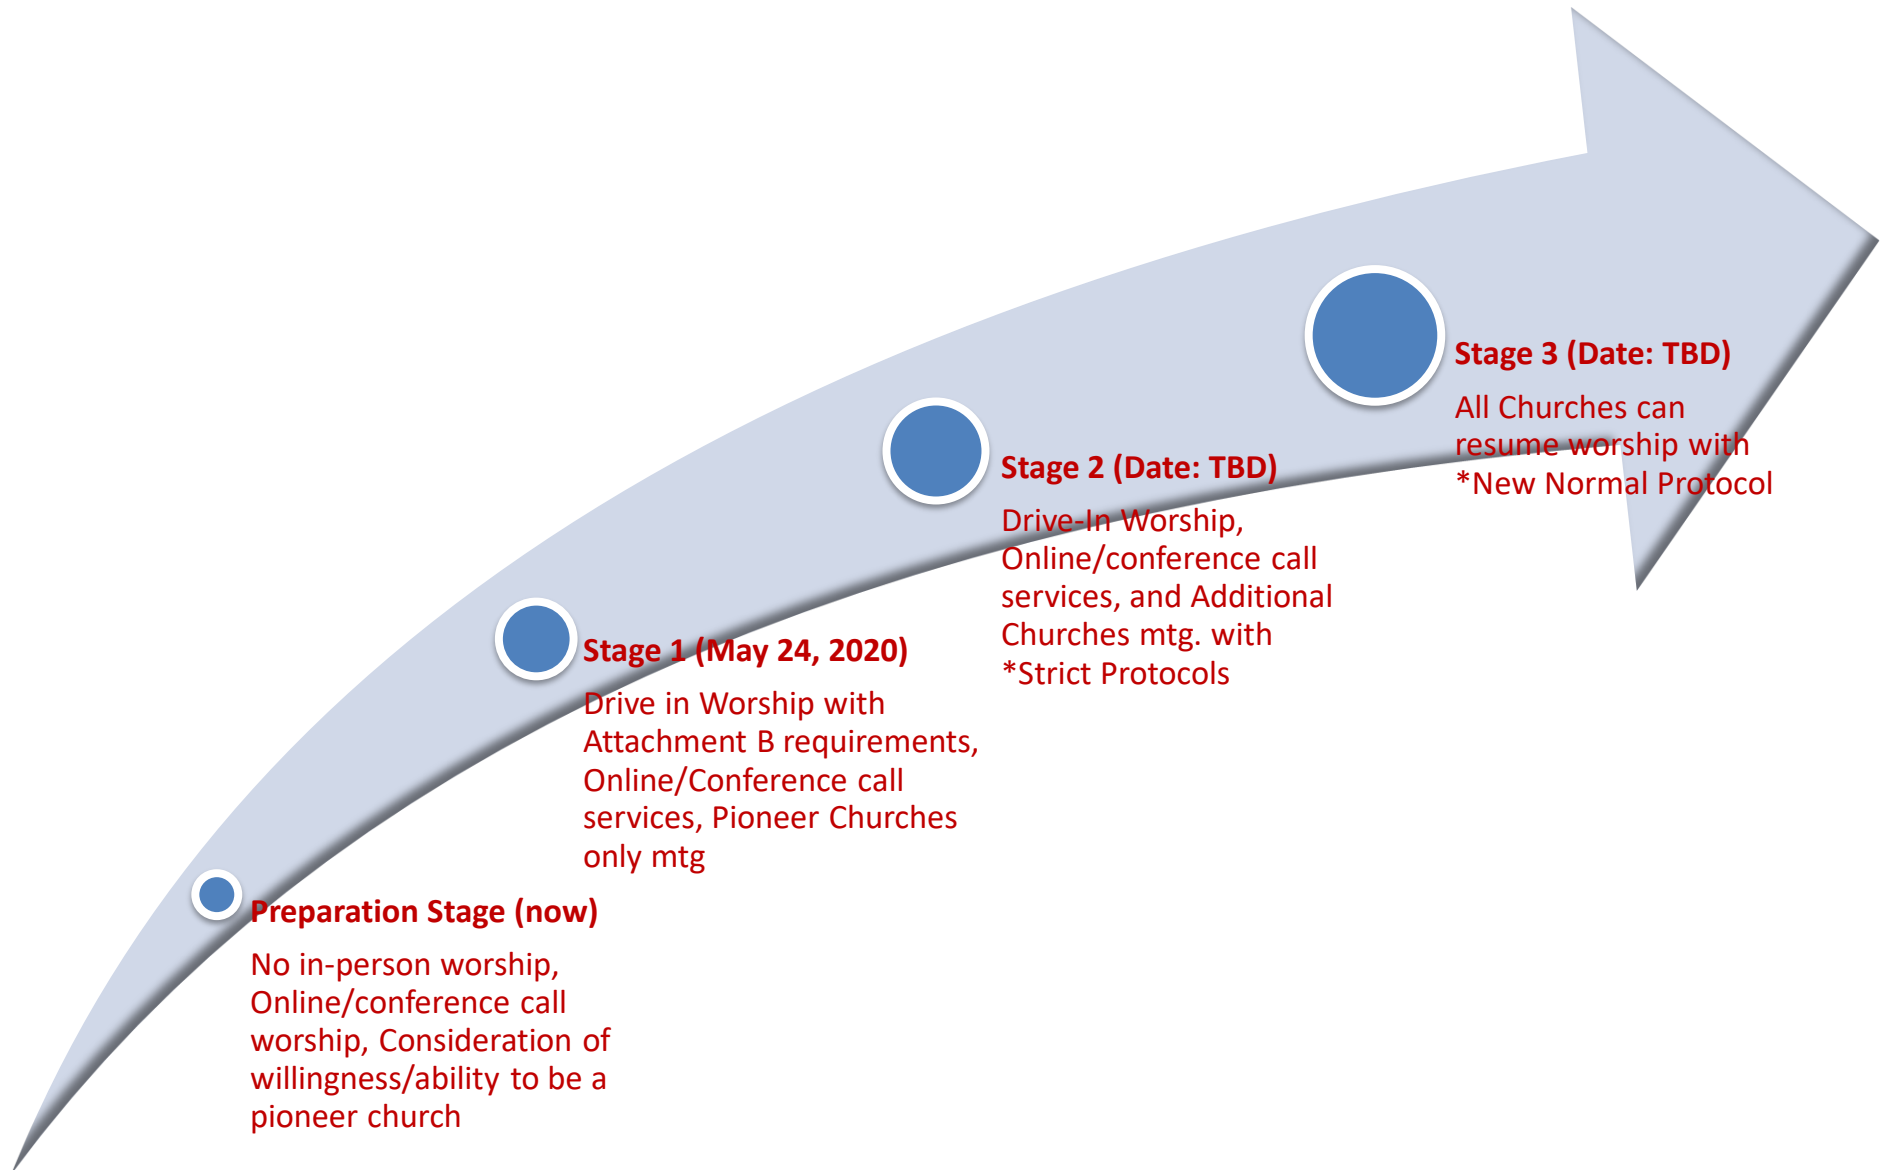 Preparation Stage (now)
No in-person worship,
Online/conference call
worship, Consideration of
willingness/ability to be a
pioneer church
Stage 1 (May 24, 2020)
Drive in Worship with
Attachment B requirements,
Online/Conference call
services, Pioneer Churches
only mtg
Stage 2 (Date: TBD)
Drive-In Worship,
Online/conference call
services, and Additional
Churches mtg. with
*Strict Protocols
Stage 3 (Date: TBD)
All Churches can
resume worship with
*New Normal Protocol